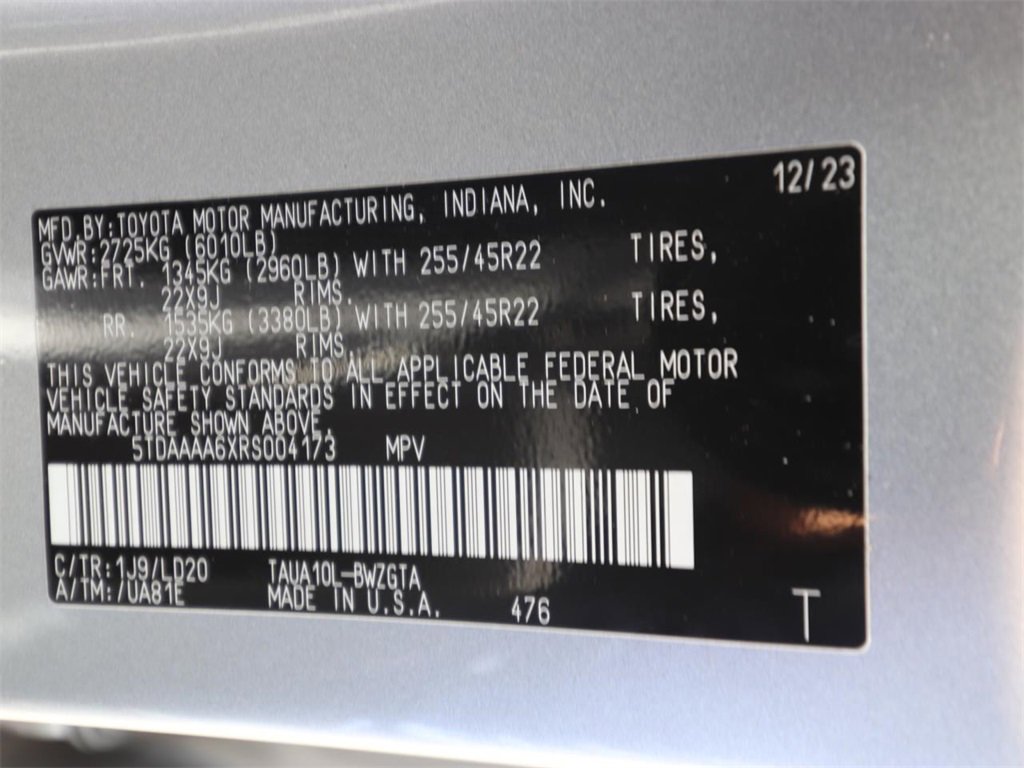 12/23
MFD.BY:TOYOTA MOTOR MANUFACTURING, INDIANA, INC.
GVWR:2725KG (6010LB)
GAWR:FRT. 1345KG (2960LB) WITH 255/45R22 TIRES,
22X9J RIMS.
RR. 1535KG (3380LB) WITH 255/45R22 TIRES,
22X9J RIMS.
THIS VEHICLE CONFORMS TO ALL APPLICABLE FEDERAL MOTOR
VEHICLE SAFETY STANDARDS IN EFFECT ON THE DATE OF
MANUFACTURE SHOWN ABOVE.
5TDAAAA6XRS004173 MPV
C/TR:1J9/LD20 TAUA10L-BWZGTA
A/TM:/UA81E MADE IN U.S.A. 476
T